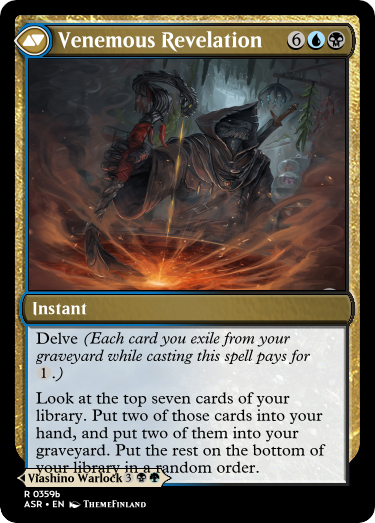 Venemous Revelation 6
Instant
Delve (Each card you exile from your
graveyard while casting this spell pays for
1 .)
Look at the top seven cards of your
library. Put two of those cards into your
hand, and put two of them into your
graveyard. Put the rest on the bottom of
your library in a random order.
Viashino Warlock 3
R 0359b
ASR • EN ThemeFinland